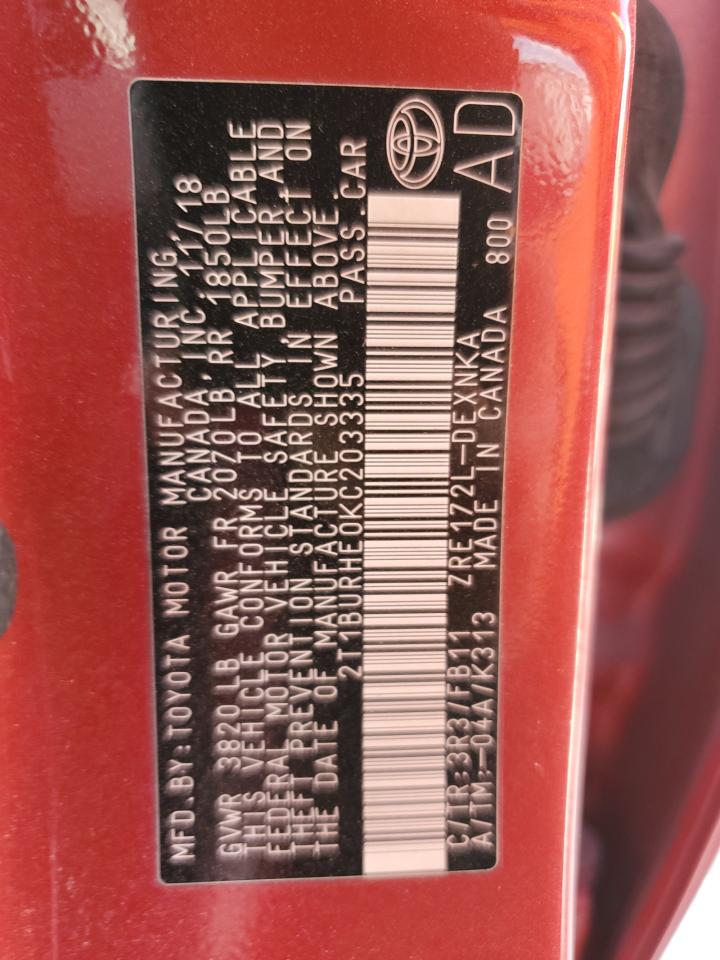 MFD.BY:TOYOTA MOTOR MANUFACTURING
CANADA, INC. 11/18
GVWR 3820 LB GAWR FR 2070LB, RR 1850LB
THIS VEHICLE CONFORMS TO ALL APPLICABLE
FEDERAL MOTOR VEHICLE SAFETY, BUMPER,AND
THEFT PREVENTION STANDARDS IN EFFECT ON
THE DATE OF MANUFACTURE SHOWN ABOVE.
2T1BURHE0KC203335 PASS.CAR
C/TR:3R3/FB11 ZRE172L-DEXNKA
A/TM:-04A/K313 MADE IN CANADA 800
AD